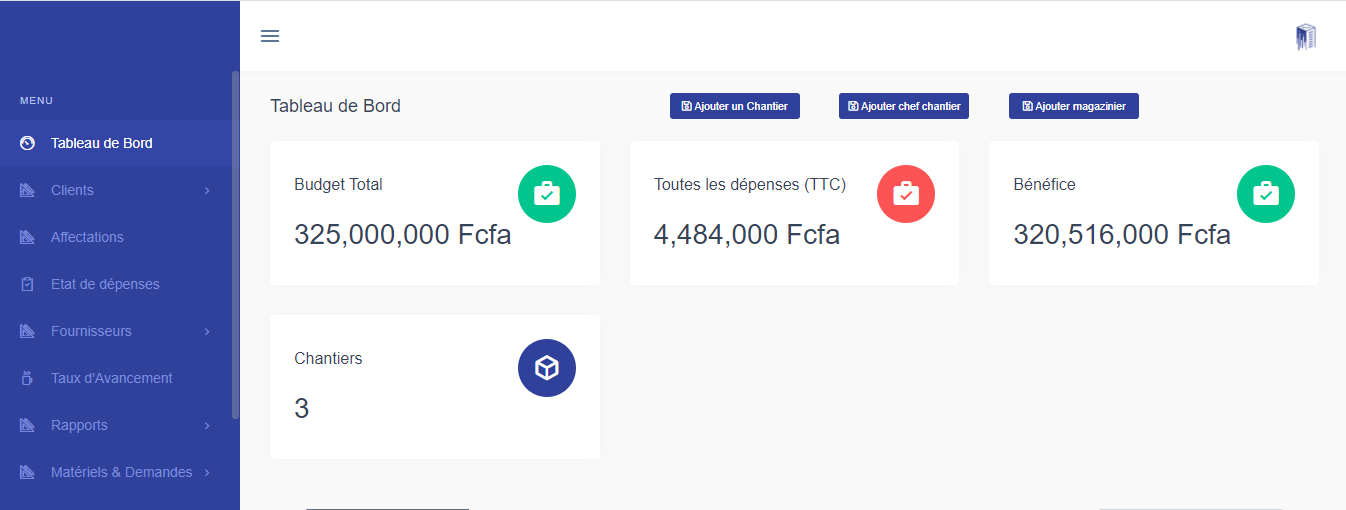 MENU
Tableau de Bord
Clients
Affectations
Etat de dépenses
Fournisseurs
Taux d'Avancement
Rapports
Matériels & Demandes
Tableau de Bord
Ajouter un Chantier
Ajouter chef chantier
Ajouter magazinier
Budget Total
325,000,000 Fcfa
Toutes les dépenses (TTC)
4,484,000 Fcfa
Bénéfice
320,516,000 Fcfa
Chantiers
3